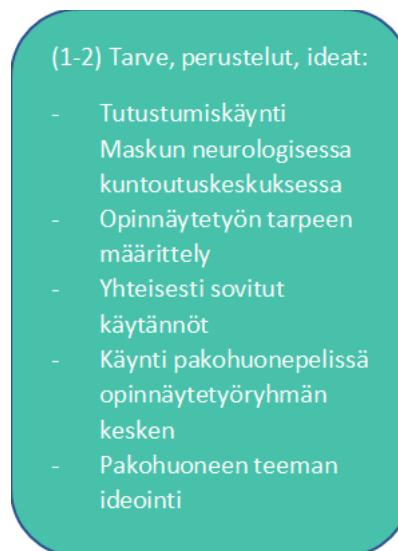 (1-2) Tarve, perustelut, ideat:
- Tutustumiskäynti
Maskun neurologisessa
kuntoutuskeskuksessa
- Opinnäytetyön tarpeen
määrittely
- Yhteisesti sovitut
käytännöt
- Käynti pakohuonepelissä
opinnäytetyöryhmän
kesken
- Pakohuoneen teeman
ideointi